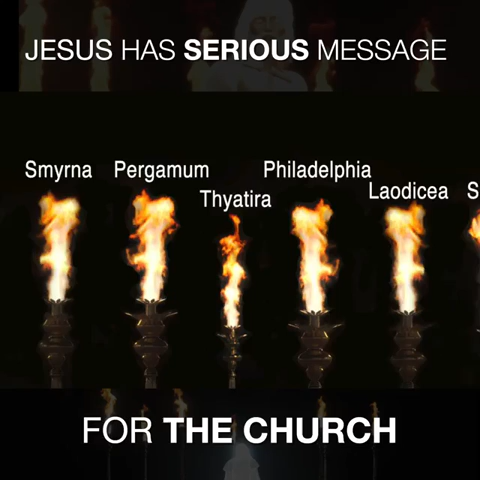 JESUS HAS SERIOUS MESSAGE
Smyrna Pergamum Philadelphia
Thyatira Laodicea S
FOR THE CHURCH